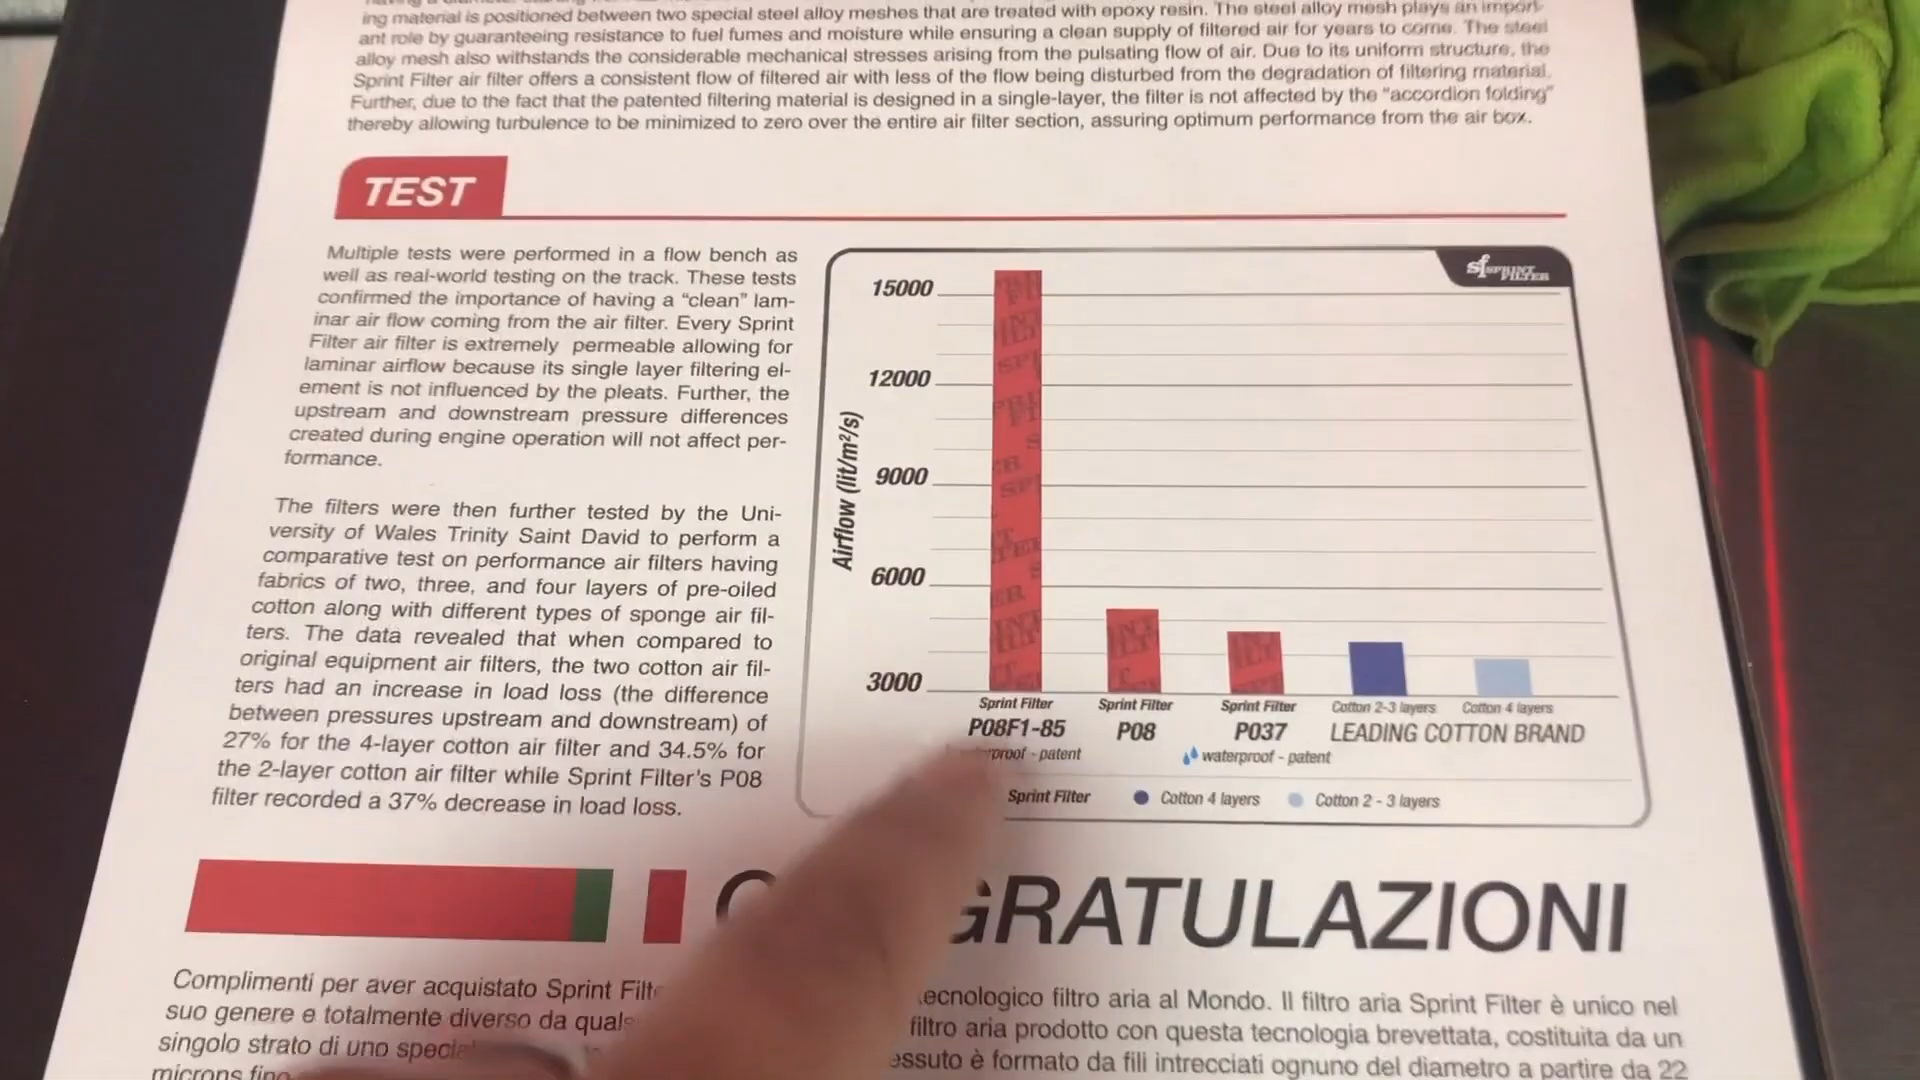 ing material is positioned between two special steel alloy meshes that are treated with epoxy resin. The steel alloy mesh plays an import-
ant role by guaranteeing resistance to fuel fumes and moisture while ensuring a clean supply of filtered air for years to come. The steel
alloy mesh also withstands the considerable mechanical stresses arising from the pulsating flow of air. Due to its uniform structure, the
Sprint Filter air filter offers a consistent flow of filtered air with less of the flow being disturbed from the degradation of filtering material.
Further, due to the fact that the patented filtering material is designed in a single-layer, the filter is not affected by the "accordion folding"
thereby allowing turbulence to be minimized to zero over the entire air filter section, assuring optimum performance from the air box.
TEST
Multiple tests were performed in a flow bench as
well as real-world testing on the track. These tests
confirmed the importance of having a “clean” lam-
inar air flow coming from the air filter. Every Sprint
Filter air filter is extremely permeable allowing for
laminar airflow because its single layer filtering el-
ement is not influenced by the pleats. Further, the
upstream and downstream pressure differences
created during engine operation will not affect per-
formance.
The filters were then further tested by the Uni-
versity of Wales Trinity Saint David to perform a
comparative test on performance air filters having
fabrics of two, three, and four layers of pre-oiled
cotton along with different types of sponge air fil-
ters. The data revealed that when compared to
original equipment air filters, the two cotton air fil-
ters had an increase in load loss (the difference
between pressures upstream and downstream) of
27% for the 4-layer cotton air filter and 34.5% for
the 2-layer cotton air filter while Sprint Filter's P08
filter recorded a 37% decrease in load loss.
sf SPRINT FILTER
Airflow (lit/m²/s)
15000
12000
9000
6000
3000
Sprint Filter Sprint Filter Sprint Filter Cotton 2-3 layers Cotton 4 layers
P08F1-85 P08 P037 LEADING COTTON BRAND
proof - patent waterproof - patent
Sprint Filter Cotton 4 layers Cotton 2 - 3 layers
GRATULAZIONI
Complimenti per aver acquistato Sprint ecnologico filtro aria al Mondo. Il filtro aria Sprint Filter è unico nel
suo genere e totalmente diverso da filtro aria prodotto con questa tecnologia brevettata, costituita da un
singolo strato di uno essuto è formato da fili intrecciati ognuno del diametro a partire da 22
microns